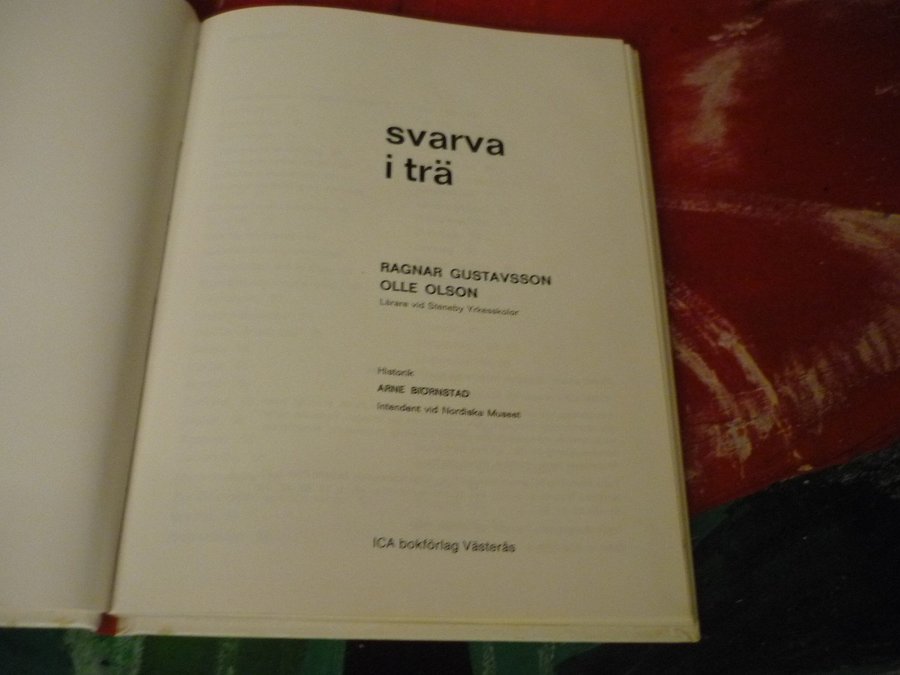 svarva
i trä
RAGNAR GUSTAVSSON
OLLE OLSON
Lärare vid Steneby Yrkesskolor
Historik
ARNE BIÖRNSTAD
Intendent vid Nordiska Museet
ICA bokförlag Västerås